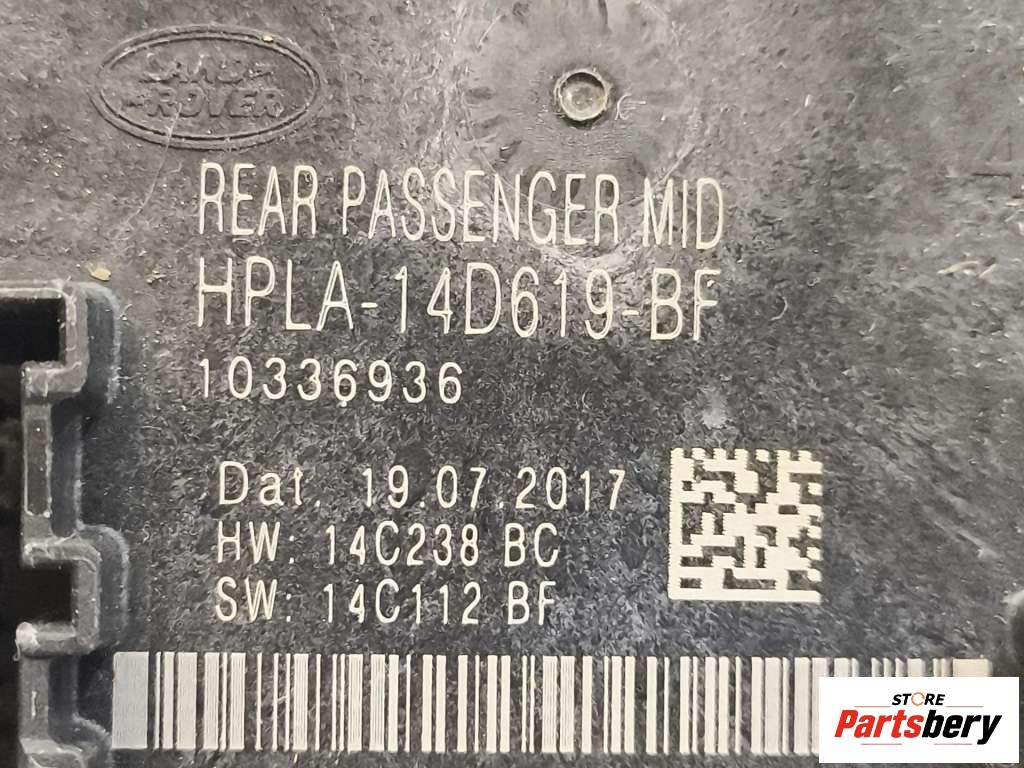 LAND
ROVER
REAR PASSENGER MID
HPLA-14D619-BF
10336936
Dat. 19.07.2017
HW: 14C238 BC
SW: 14C112 BF
STORE
Partsbery